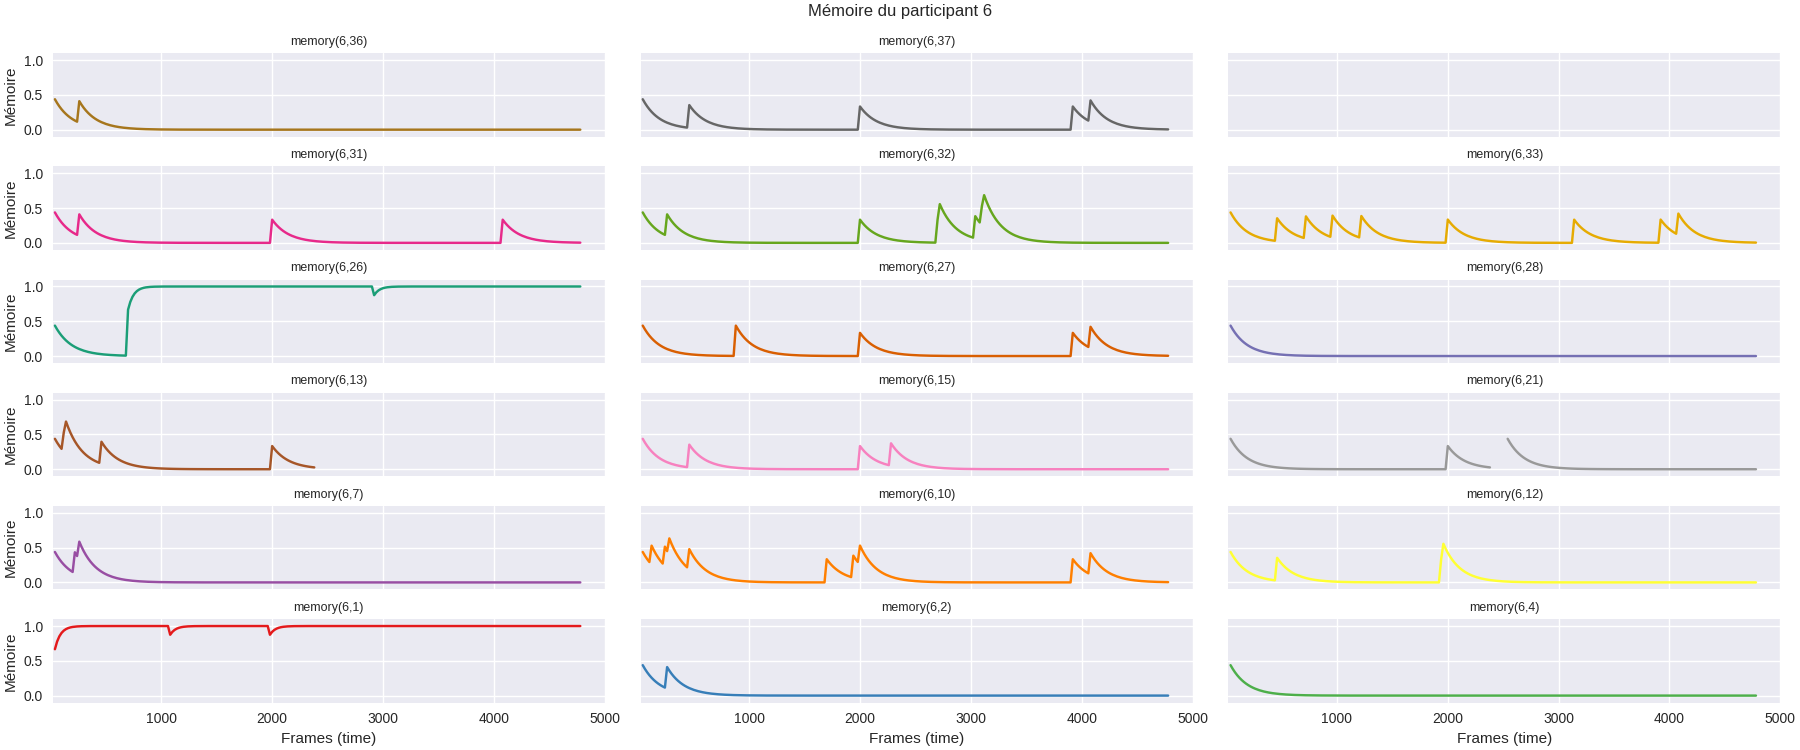 Mémoire du participant 6
memory(6,36) memory(6,37)
Mémoire
1.0
0.5
0.0
memory(6,31) memory(6,32) memory(6,33)
Mémoire
1.0
0.5
0.0
memory(6,26) memory(6,27) memory(6,28)
Mémoire
1.0
0.5
0.0
memory(6,13) memory(6,15) memory(6,21)
Mémoire
1.0
0.5
0.0
memory(6,7) memory(6,10) memory(6,12)
Mémoire
1.0
0.5
0.0
memory(6,1) memory(6,2) memory(6,4)
Mémoire
1.0
0.5
0.0
1000 2000 3000 4000 5000 1000 2000 3000 4000 5000 1000 2000 3000 4000 5000
Frames (time) Frames (time) Frames (time)